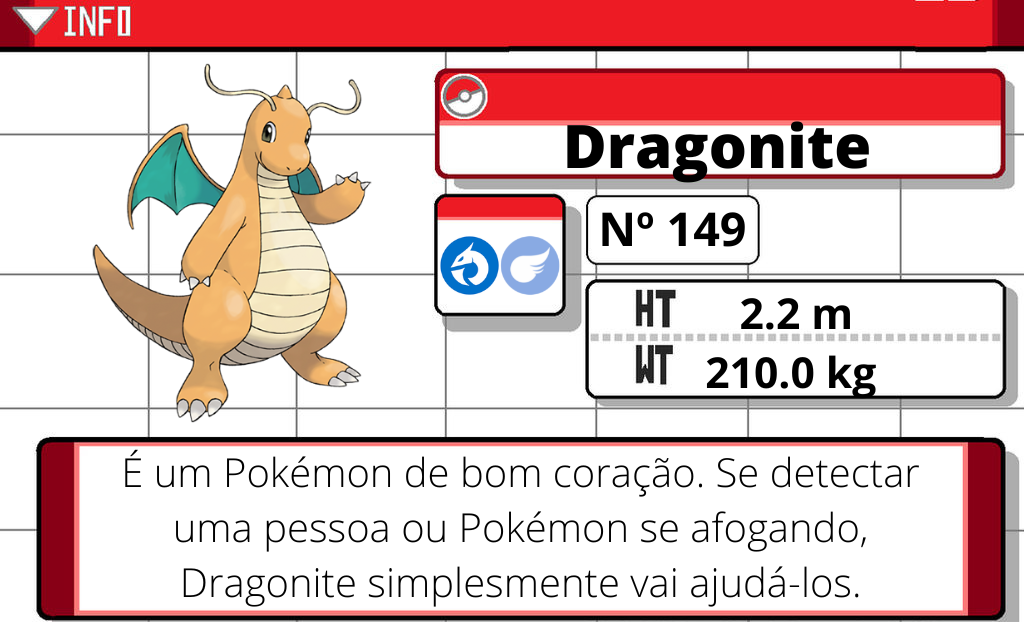 INFO
Dragonite
Nº 149
HT 2.2 m
WT 210.0 kg
É um Pokémon de bom coração. Se detectar
uma pessoa ou Pokémon se afogando,
Dragonite simplesmente vai ajudá-los.